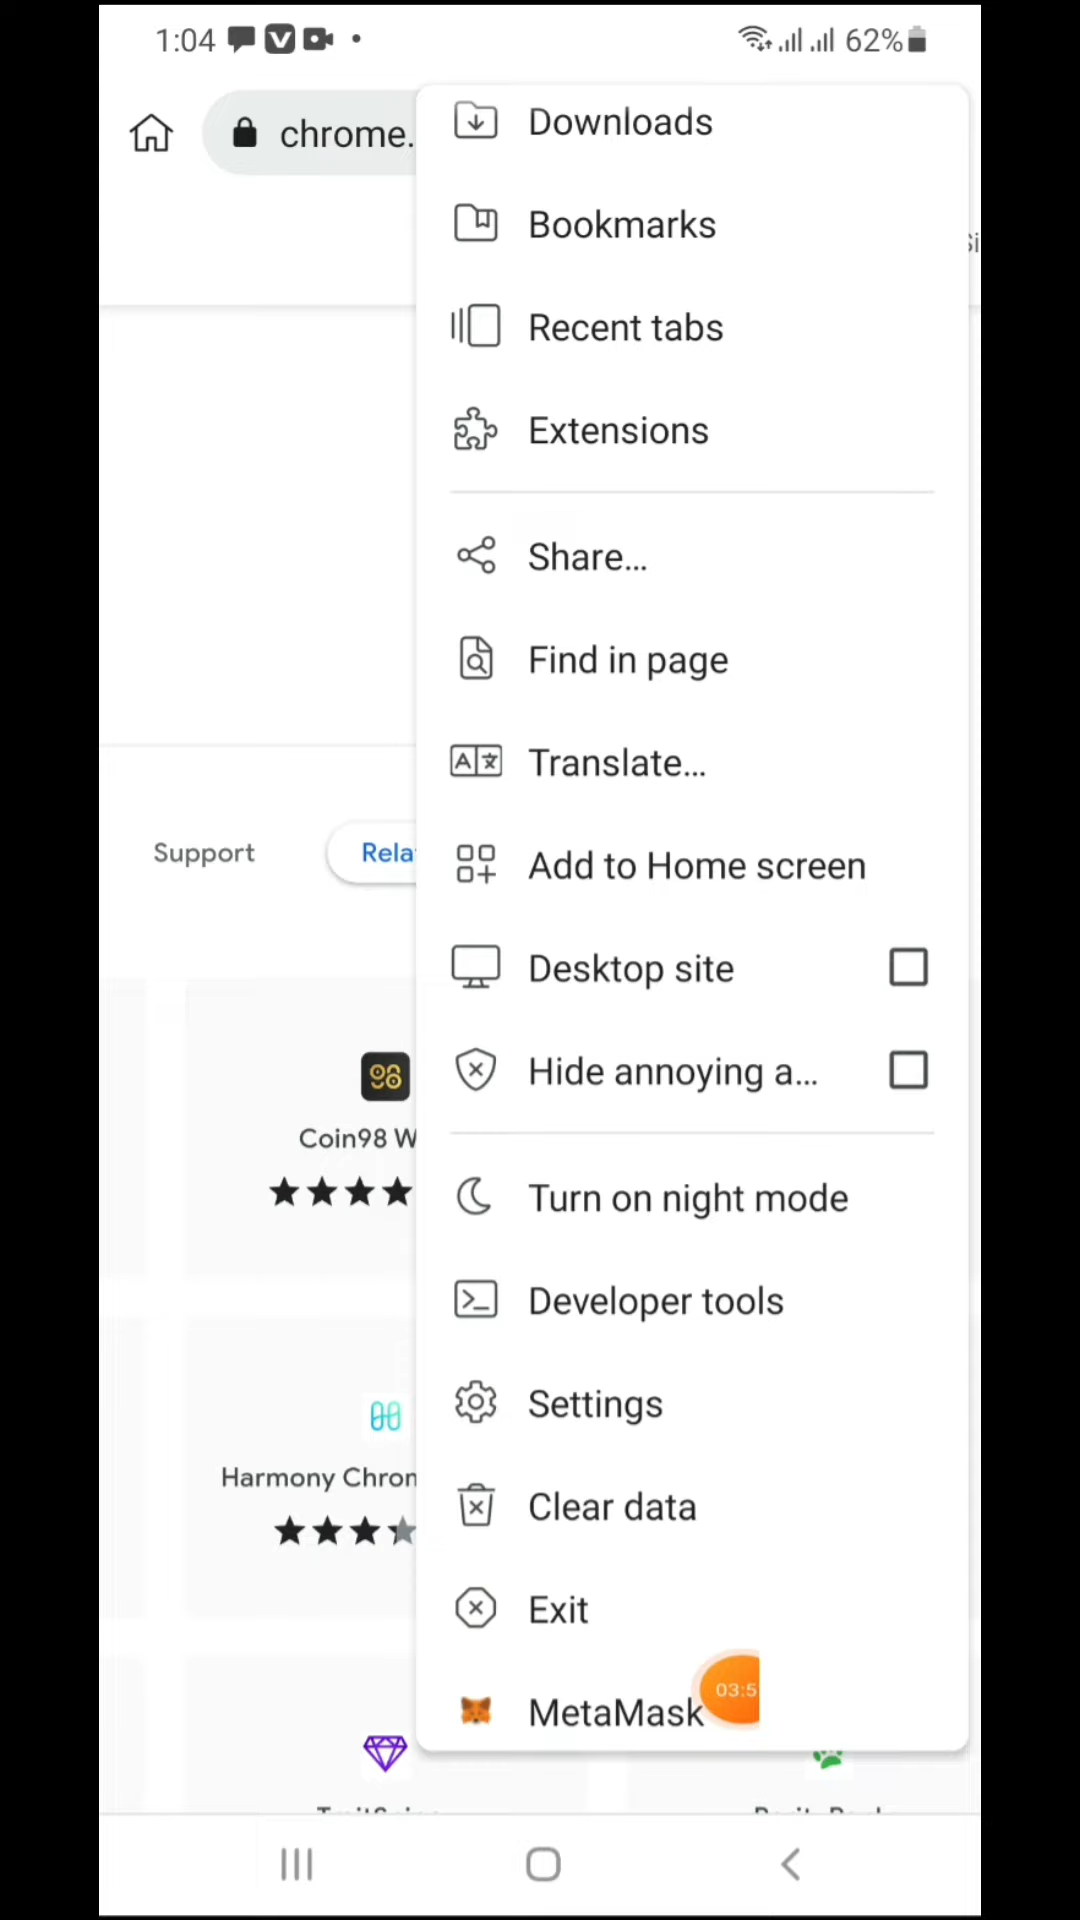 1:04
62%
chrome.
Downloads
Bookmarks
Recent tabs
Extensions
Share...
Find in page
Translate...
Support
Add to Home screen
Desktop site
Hide annoying a...
Coin98 W
Turn on night mode
Developer tools
Settings
Harmony Chron
Clear data
Exit
MetaMask
03:5